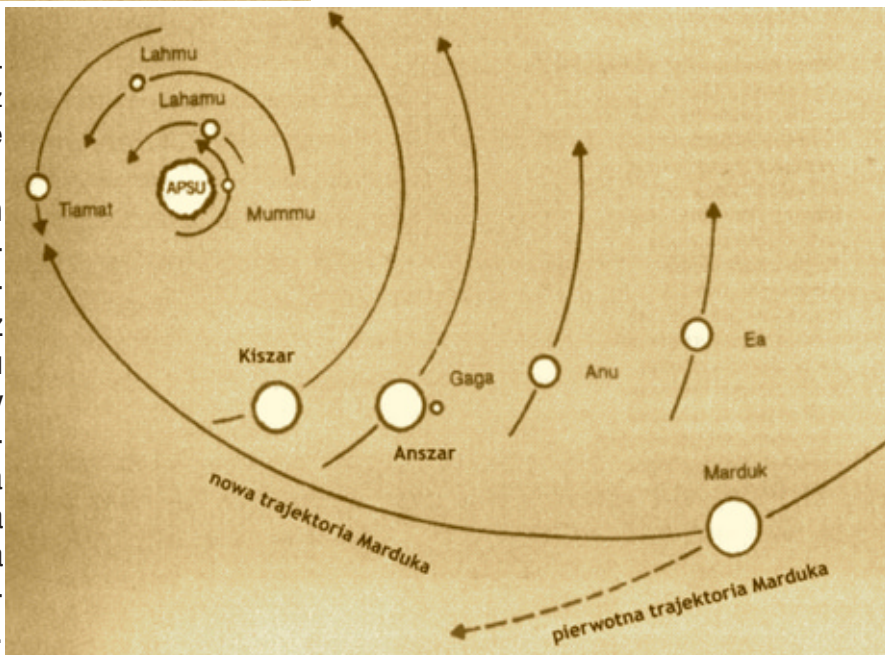 Lahmu
Lahamu
APSU
Tiamat
Mummu
Kiszar
Gaga
Anszar
Anu
Ea
Marduk
nowa trajektoria Marduka
pierwotna trajektoria Marduka